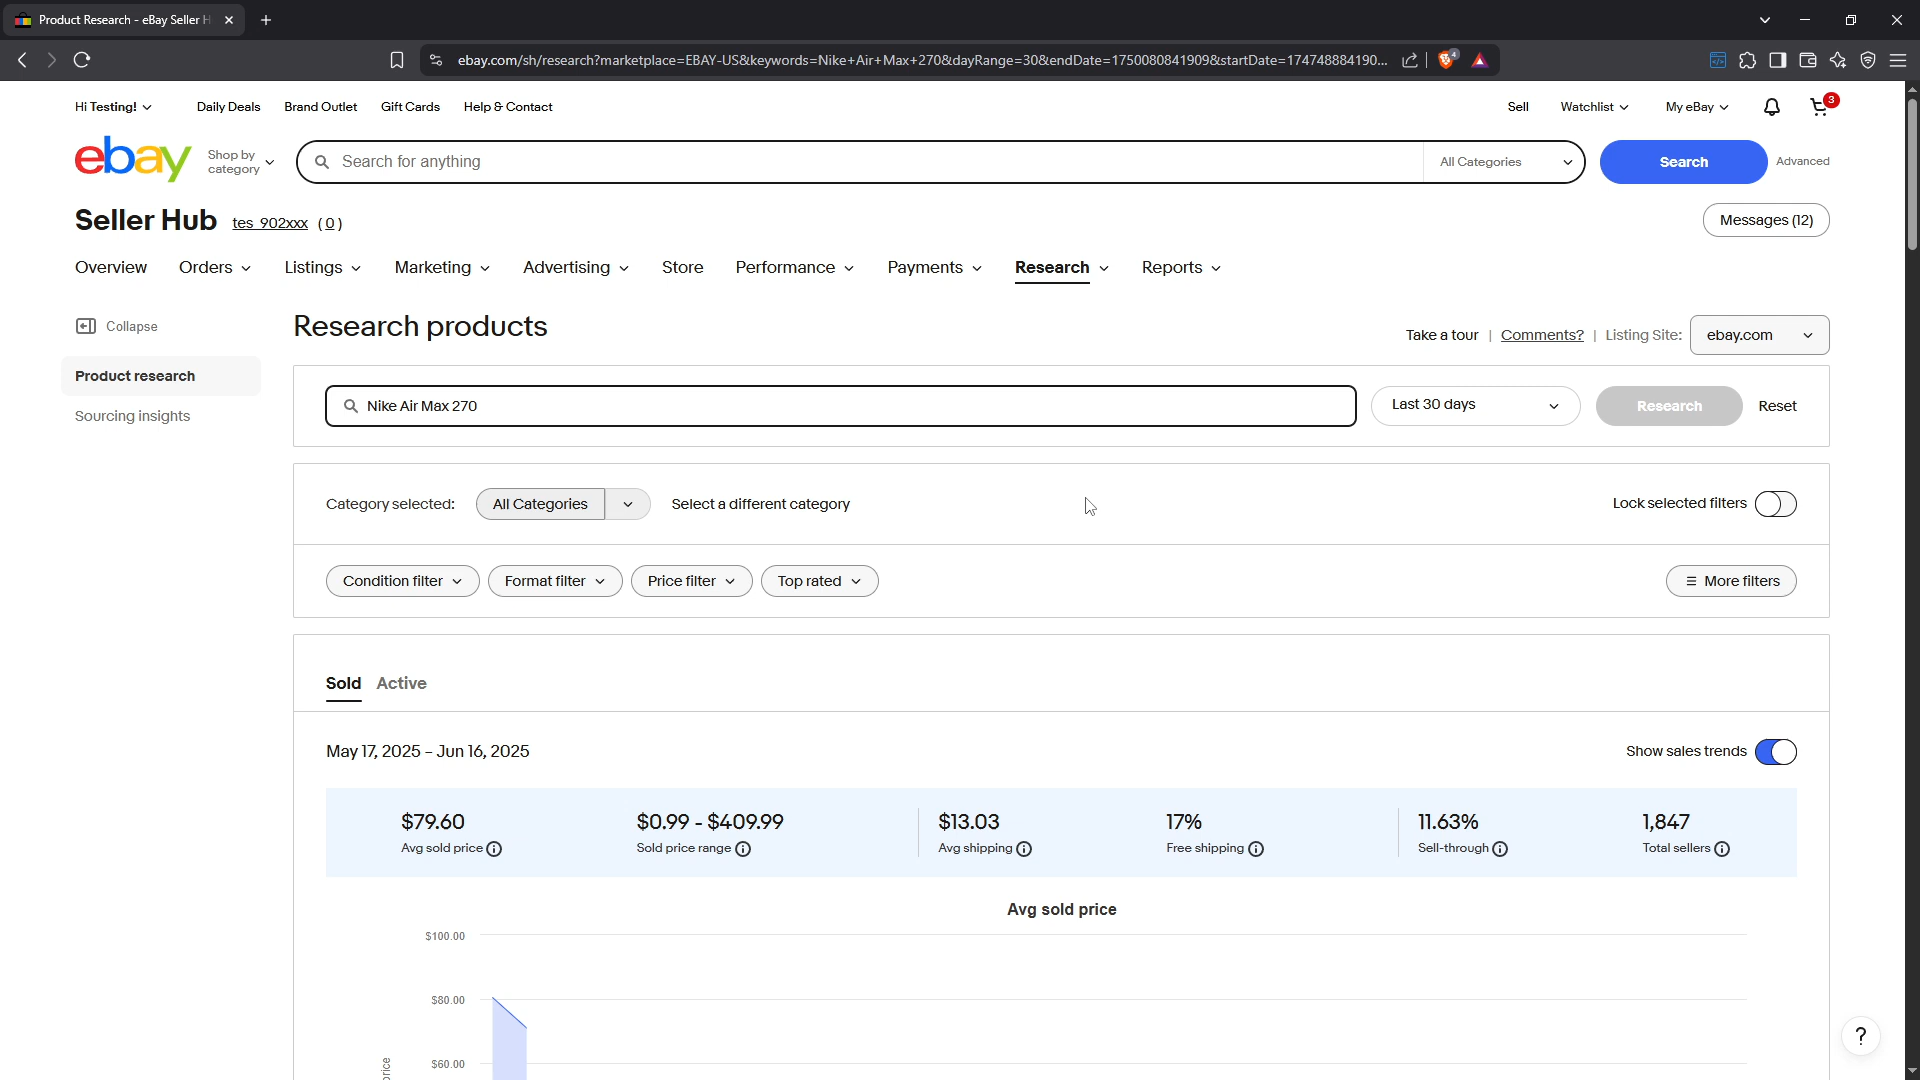 Product Research - eBay Seller H
ebay.com/sh/research?marketplace=EBAY-US&keywords=Nike+Air+Max+270&dayRange=30&endDate=1750080841909&startDate=174748884190...
4
Hi Testing!
Daily Deals
Brand Outlet
Gift Cards
Help & Contact
Sell
Watchlist
My eBay
3
ebay
Shop by
category
Search for anything
All Categories
Search
Advanced
Seller Hub tes_902xxx (0)
Messages (12)
Overview
Orders
Listings
Marketing
Advertising
Store
Performance
Payments
Research
Reports
Collapse
Product research
Sourcing insights
Research products
Take a tour | Comments? | Listing Site: ebay.com
Nike Air Max 270
Last 30 days
Research
Reset
Category selected: All Categories
Select a different category
Lock selected filters
Condition filter
Format filter
Price filter
Top rated
More filters
Sold Active
May 17, 2025 - Jun 16, 2025
Show sales trends
$79.60
Avg sold price
$0.99 - $409.99
Sold price range
$13.03
Avg shipping
17%
Free shipping
11.63%
Sell-through
1,847
Total sellers
Avg sold price
$100.00
$80.00
$60.00
?